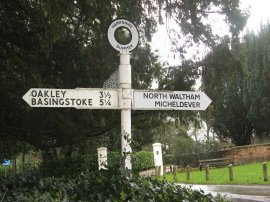 OAKLEY 3½
BASINGSTOKE 5¼
NORTH WALTHAM
MICHELDEVER